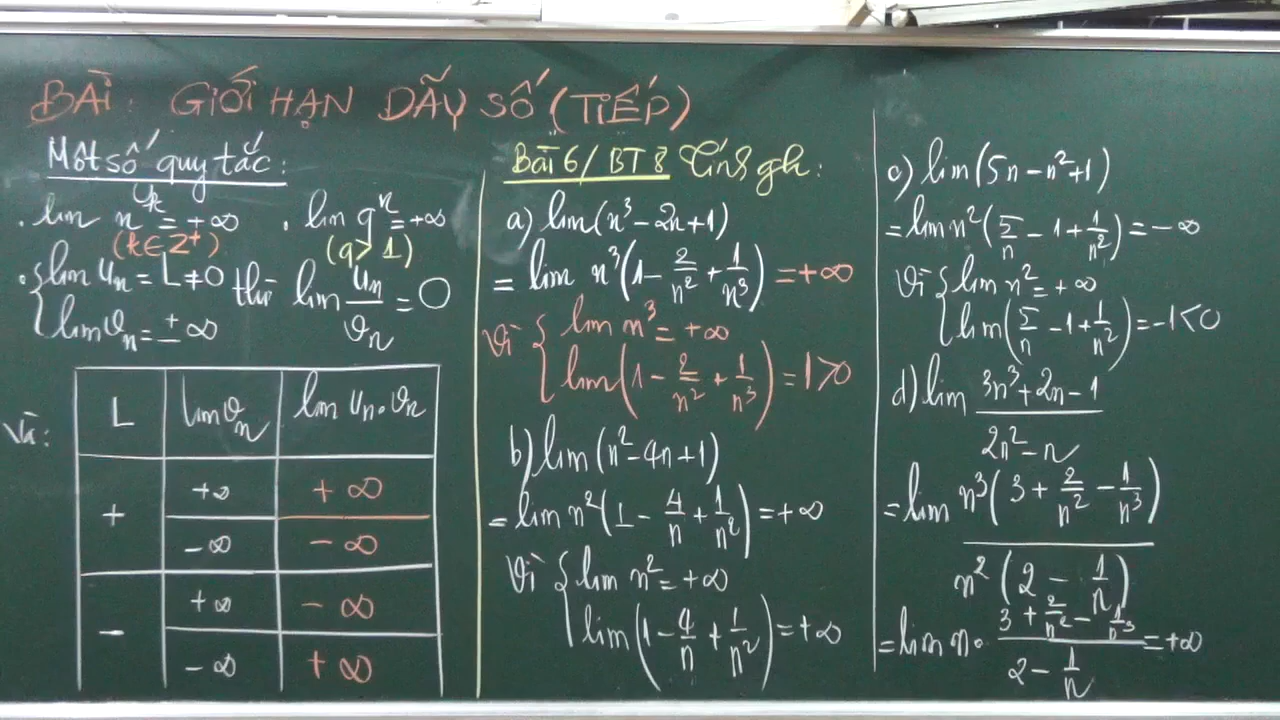 BÀI: GIỚI HẠN DÃY SỐ (TIẾP)
Một số quy tắc:
. lim n^k = +∞ . lim q^n = +∞
(k∈Z⁺) (q>1)
. { lim uₙ = L ≠ 0 thì lim uₙ/vₙ = 0
lim vₙ = ±∞
Và:
L | lim vₙ | lim uₙ.vₙ
+ | +∞ | +∞
-∞ | -∞
- | +∞ | -∞
-∞ | +∞
Bài 6/ BT 8 Tính gh:
a) lim(n³ - 2n + 1)
= lim n³(1 - 2/n² + 1/n³) = +∞
Vì { lim n³ = +∞
lim(1 - 2/n² + 1/n³) = 1 > 0
b) lim(n² - 4n + 1)
= lim n²(1 - 4/n + 1/n²) = +∞
Vì { lim n² = +∞
lim(1 - 4/n + 1/n²) = +∞
c) lim(5n - n² + 1)
= lim n²(5/n - 1 + 1/n²) = -∞
Vì { lim n² = +∞
lim(5/n - 1 + 1/n²) = -1 < 0
d) lim (3n³ + 2n - 1)/(2n² - n)
= lim n³(3 + 2/n² - 1/n³)/n²(2 - 1/n)
= lim n. (3 + 2/n² - 1/n³)/(2 - 1/n) = +∞